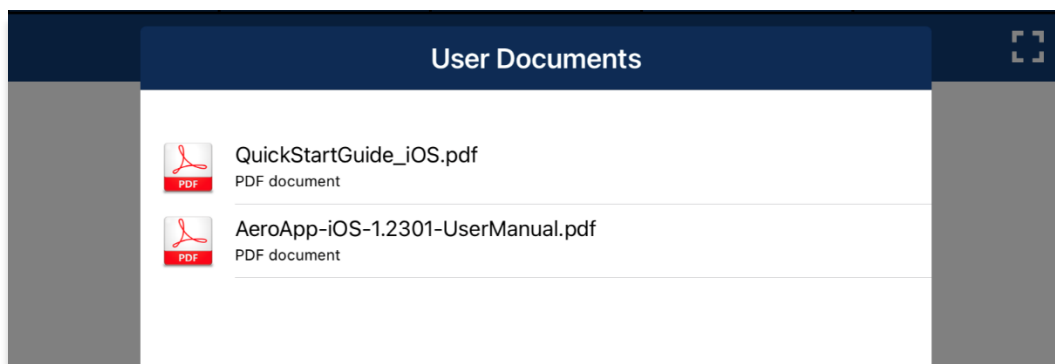 User Documents
QuickStartGuide_iOS.pdf
PDF document
PDF
AeroApp-iOS-1.2301-UserManual.pdf
PDF document
PDF